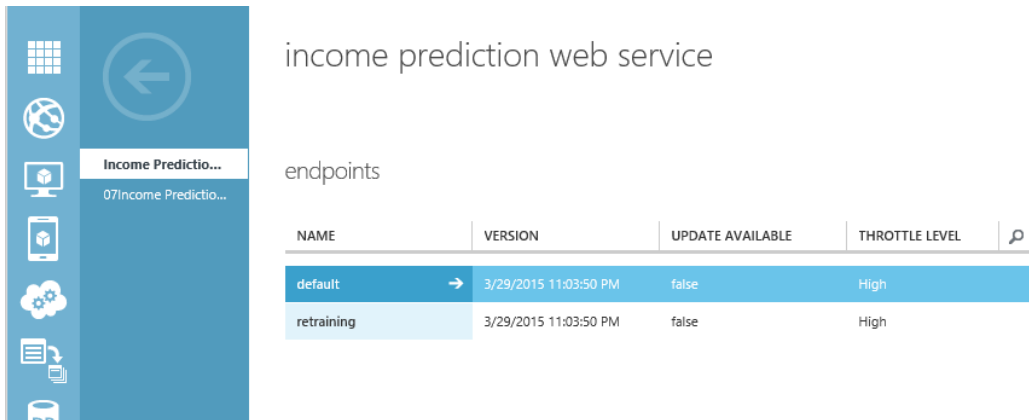 income prediction web service
Income Predictio...
07Income Predictio...
endpoints
NAME VERSION UPDATE AVAILABLE THROTTLE LEVEL
default 3/29/2015 11:03:50 PM false High
retraining 3/29/2015 11:03:50 PM false High